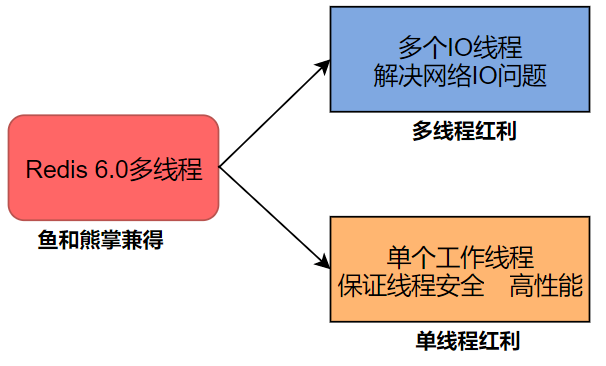 多个IO线程
解决网络IO问题
多线程红利
Redis 6.0多线程
鱼和熊掌兼得
单个工作线程
保证线程安全　高性能
单线程红利